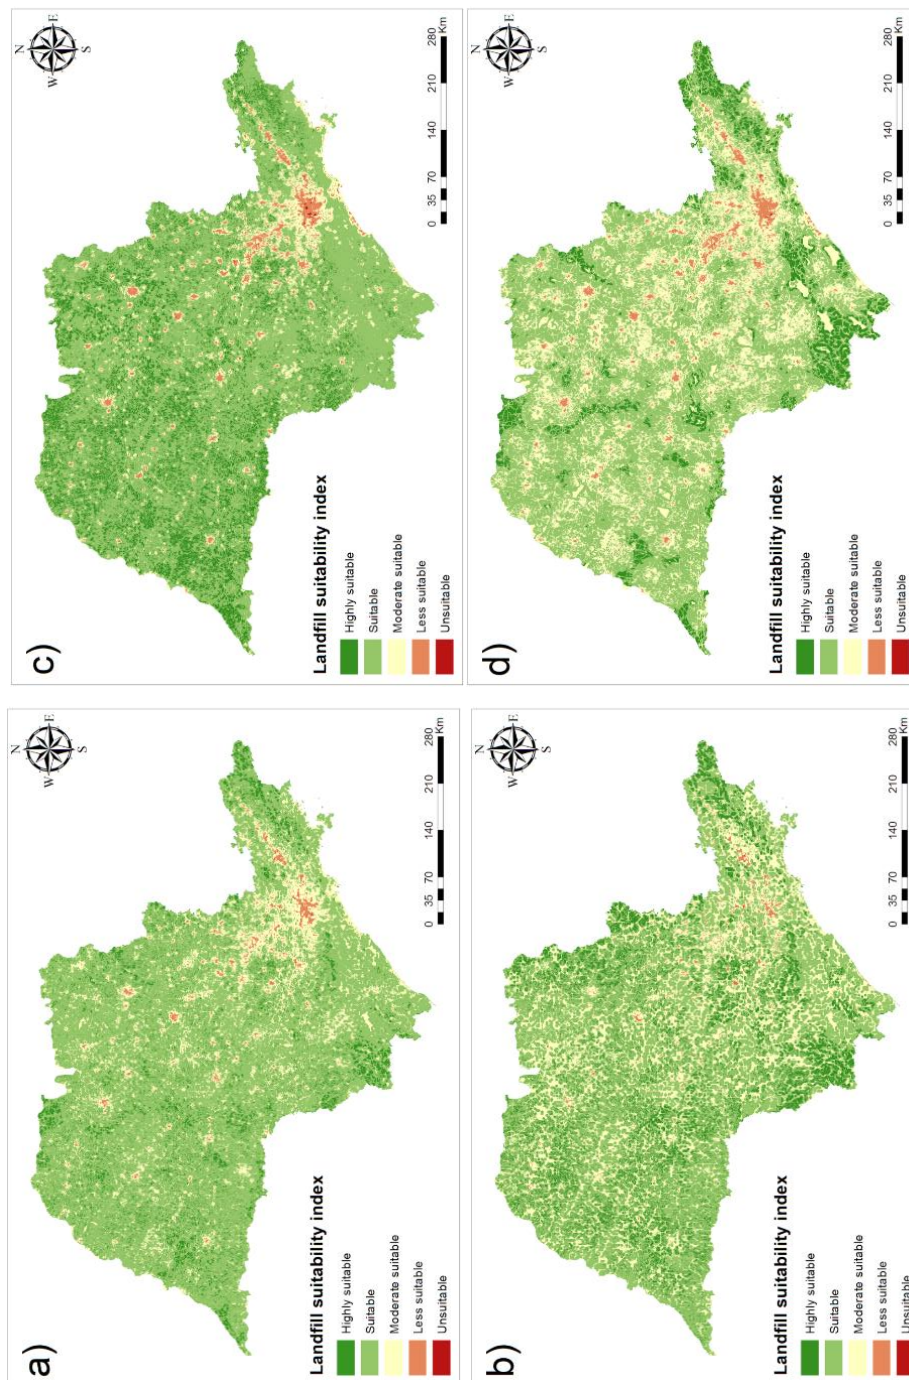 a)
N
E
S
W
Landfill suitability index
Highly suitable
Suitable
Moderate suitable
Less suitable
Unsuitable
0 35 70 140 210 280 Km
c)
N
E
S
W
Landfill suitability index
Highly suitable
Suitable
Moderate suitable
Less suitable
Unsuitable
0 35 70 140 210 280 Km
b)
N
E
S
W
Landfill suitability index
Highly suitable
Suitable
Moderate suitable
Less suitable
Unsuitable
0 35 70 140 210 280 Km
d)
N
E
S
W
Landfill suitability index
Highly suitable
Suitable
Moderate suitable
Less suitable
Unsuitable
0 35 70 140 210 280 Km